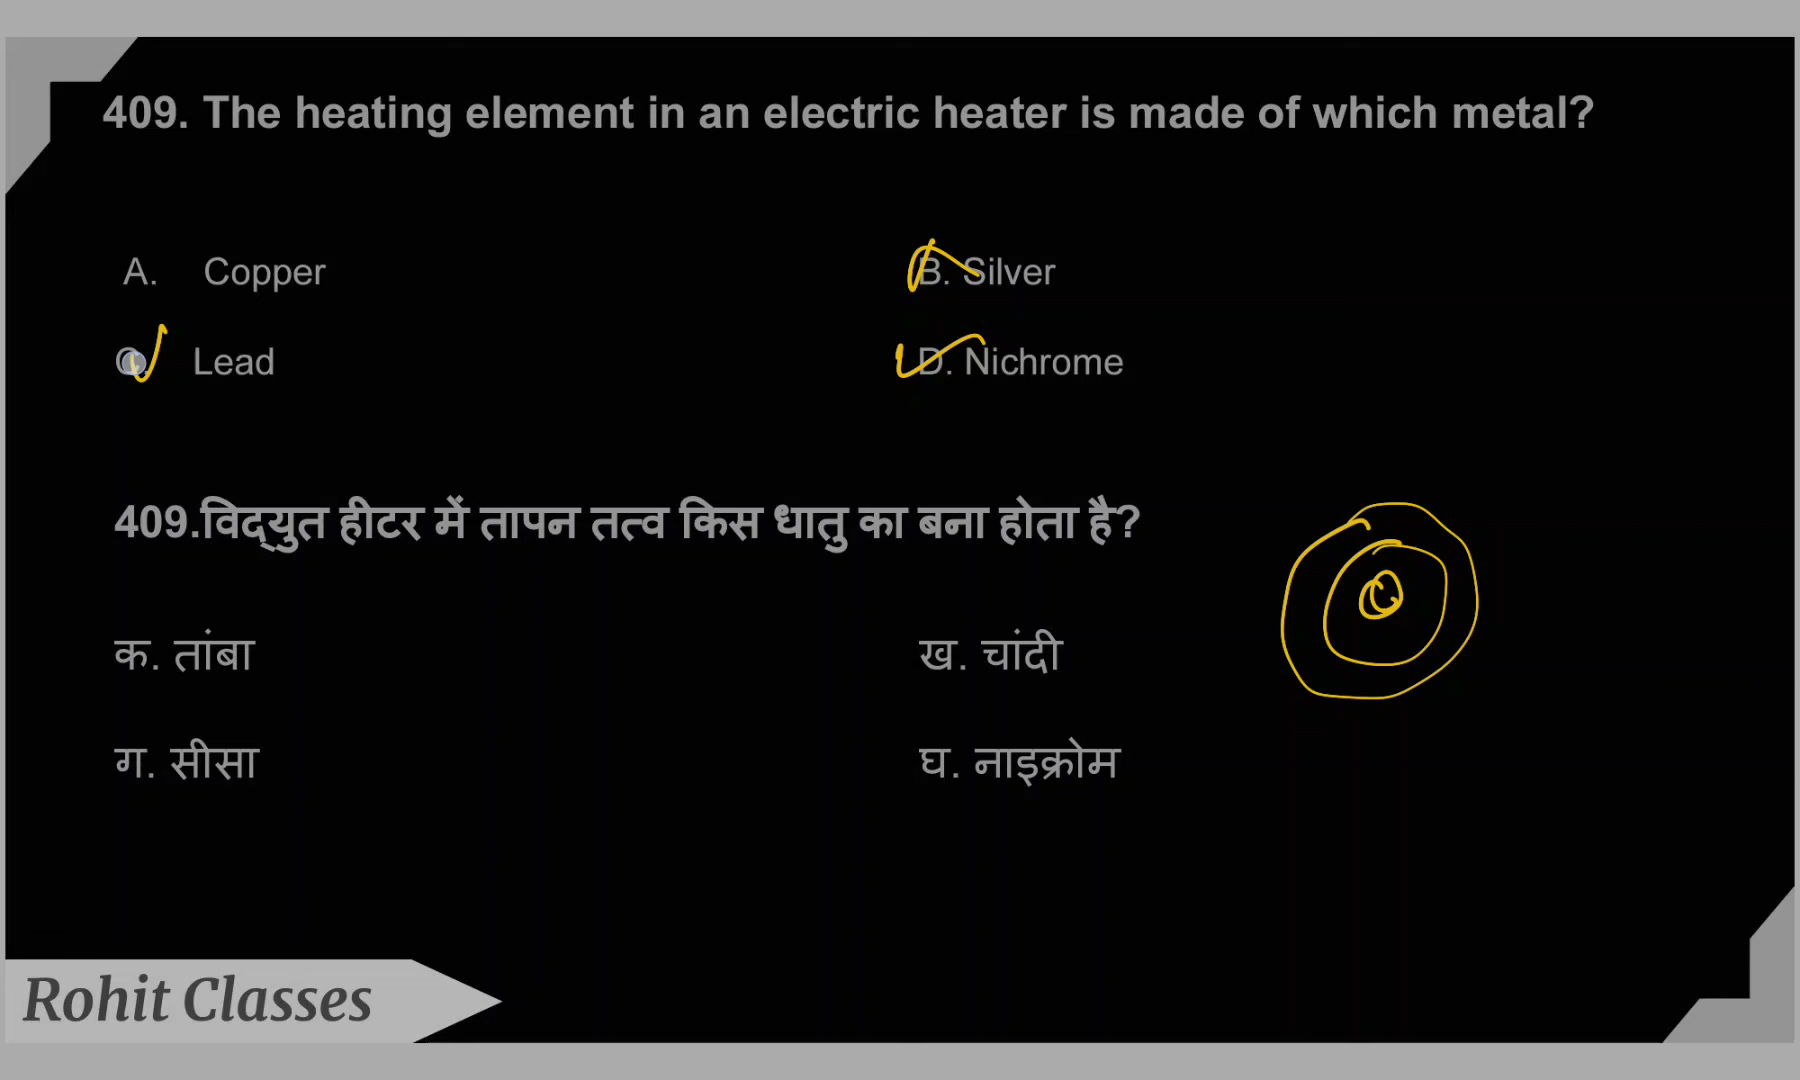 409. The heating element in an electric heater is made of which metal?
A. Copper
B. Silver
C. Lead
D. Nichrome
409.विद्युत हीटर में तापन तत्व किस धातु का बना होता है?
क. तांबा
ख. चांदी
ग. सीसा
घ. नाइक्रोम
Rohit Classes